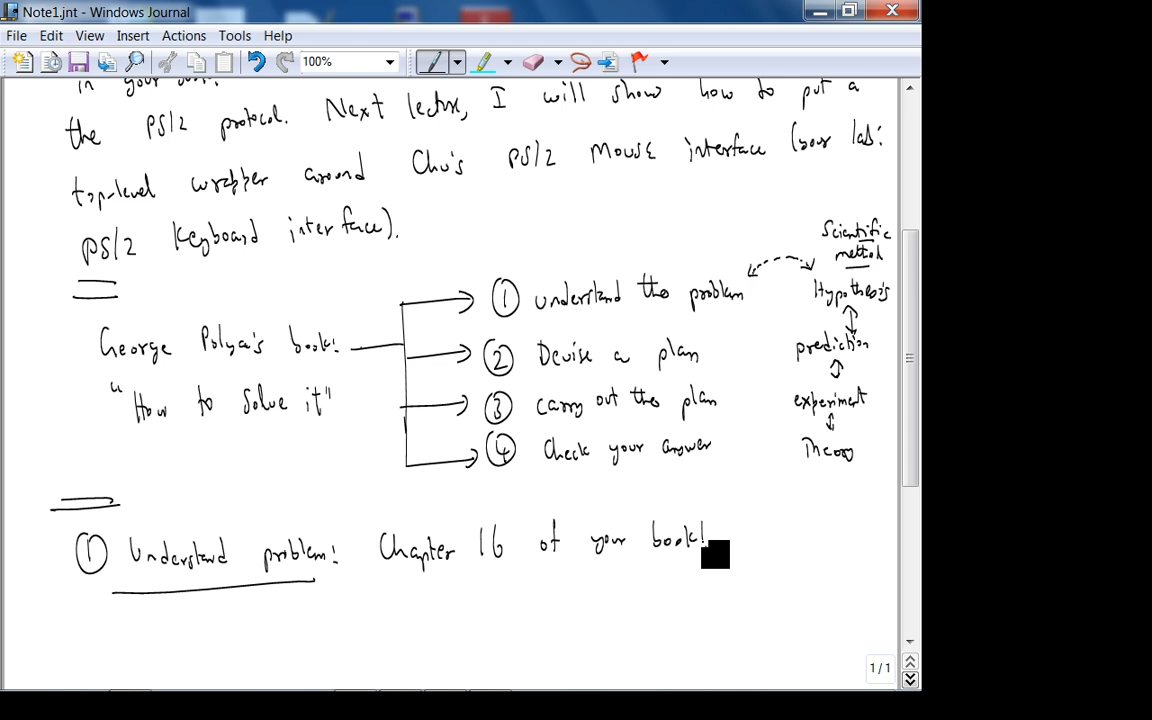 Note1.jnt - Windows Journal
File Edit View Insert Actions Tools Help
100%
in your
the PS/2 protocol. Next lecture, I will show how to put a
top-level wrapper around Chu's PS/2 mouse interface (your lab:
PS/2 Keyboard interface).
Scientific
method
① understand the problem
Hypothesis
George Polya's book:
② Devise a plan
prediction
"How to solve it"
③ carry out the plan
experiment
④ Check your answer
Theory
① Understand problem: Chapter 16 of your book!
1 / 1